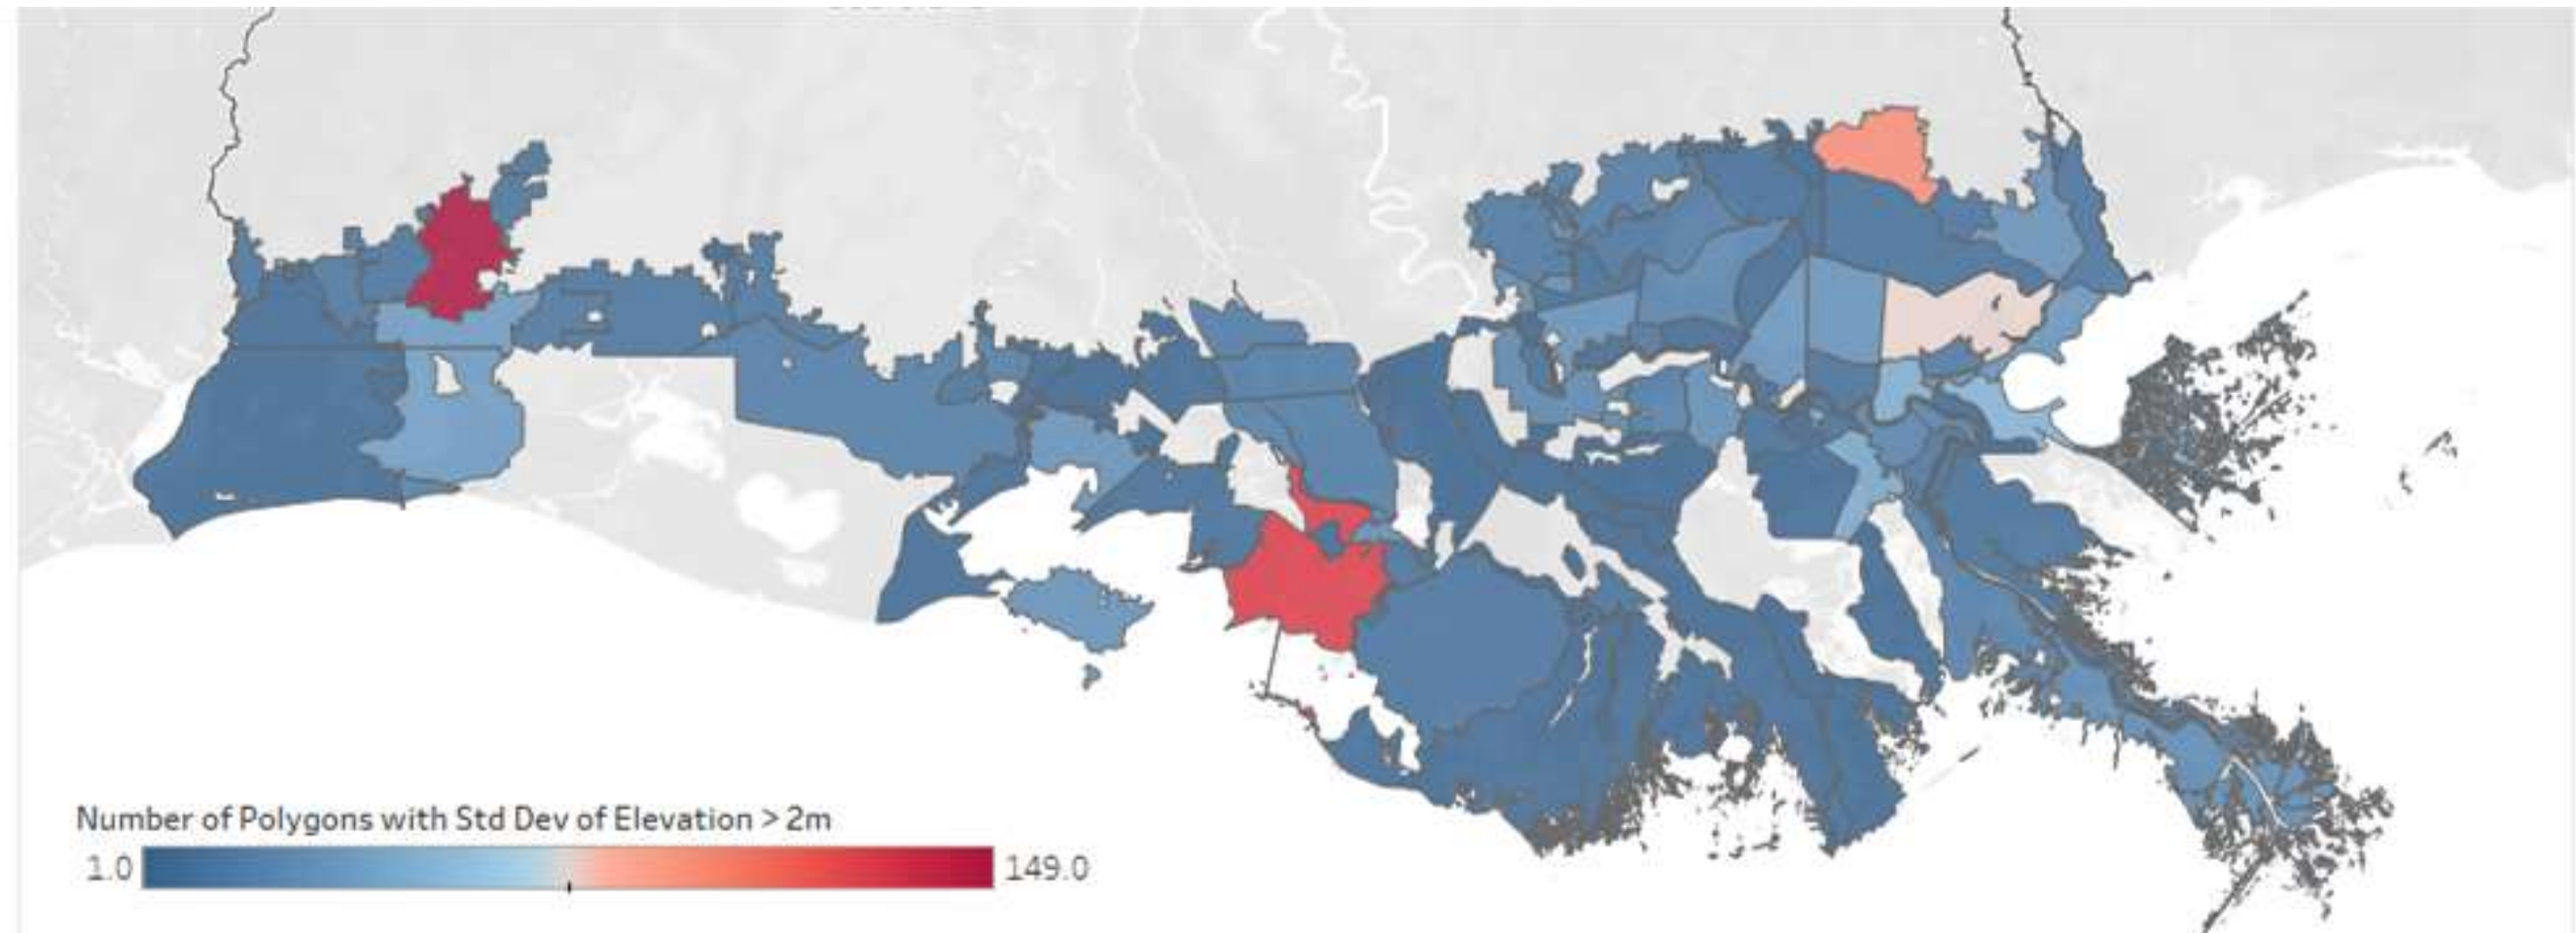 Number of Polygons with Std Dev of Elevation > 2m
1.0 149.0